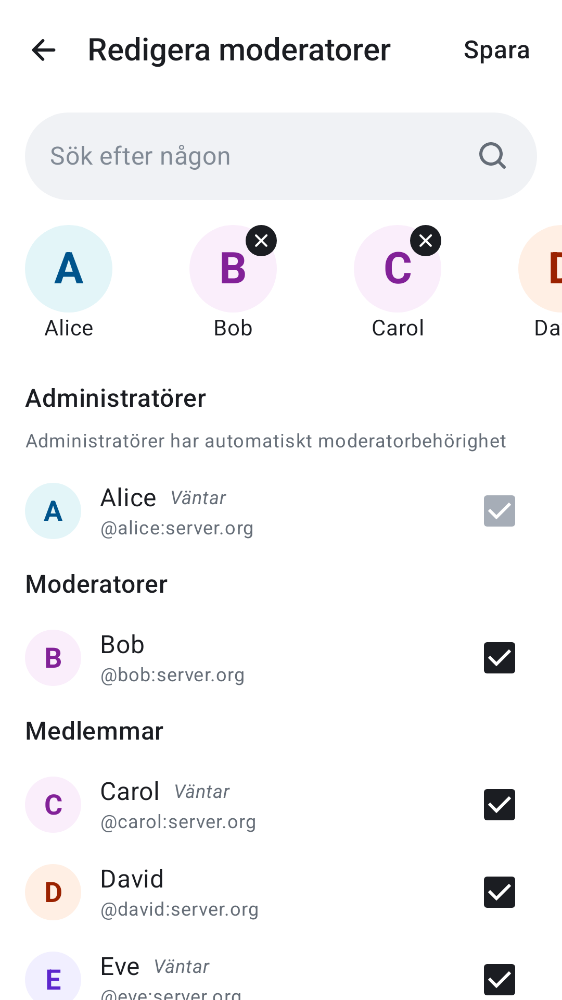 Redigera moderatorer
Spara
Sök efter någon
A
B
C
Alice
Bob
Carol
Da
Administratörer
Administratörer har automatiskt moderatorbehörighet
A
Alice Väntar
@alice:server.org
Moderatorer
B
Bob
@bob:server.org
Medlemmar
C
Carol Väntar
@carol:server.org
D
David
@david:server.org
E
Eve Väntar
@eve:server.org